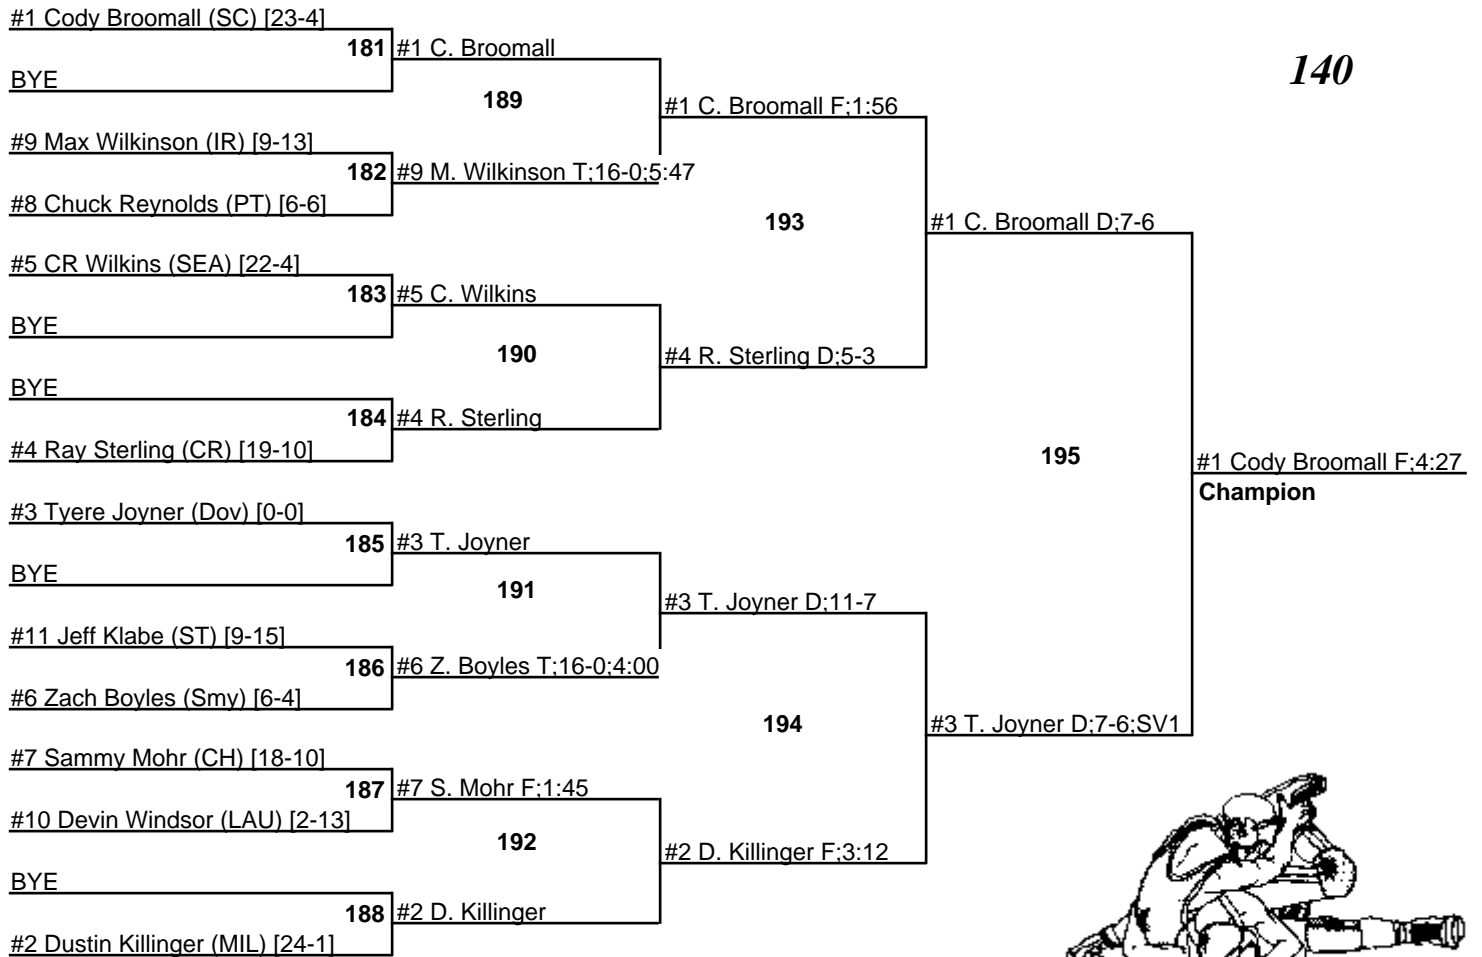 #1 Cody Broomall (SC) [23-4]
181
#1 C. Broomall
BYE
140
189
#1 C. Broomall F;1:56
#9 Max Wilkinson (IR) [9-13]
182
#9 M. Wilkinson T;16-0;5:47
#8 Chuck Reynolds (PT) [6-6]
193
#1 C. Broomall D;7-6
#5 CR Wilkins (SEA) [22-4]
183
#5 C. Wilkins
BYE
190
#4 R. Sterling D;5-3
BYE
184
#4 R. Sterling
#4 Ray Sterling (CR) [19-10]
195
#1 Cody Broomall F;4:27
Champion
#3 Tyere Joyner (Dov) [0-0]
185
#3 T. Joyner
BYE
191
#3 T. Joyner D;11-7
#11 Jeff Klabe (ST) [9-15]
186
#6 Z. Boyles T;16-0;4:00
#6 Zach Boyles (Smy) [6-4]
194
#3 T. Joyner D;7-6;SV1
#7 Sammy Mohr (CH) [18-10]
187
#7 S. Mohr F;1:45
#10 Devin Windsor (LAU) [2-13]
192
#2 D. Killinger F;3:12
BYE
188
#2 D. Killinger
#2 Dustin Killinger (MIL) [24-1]